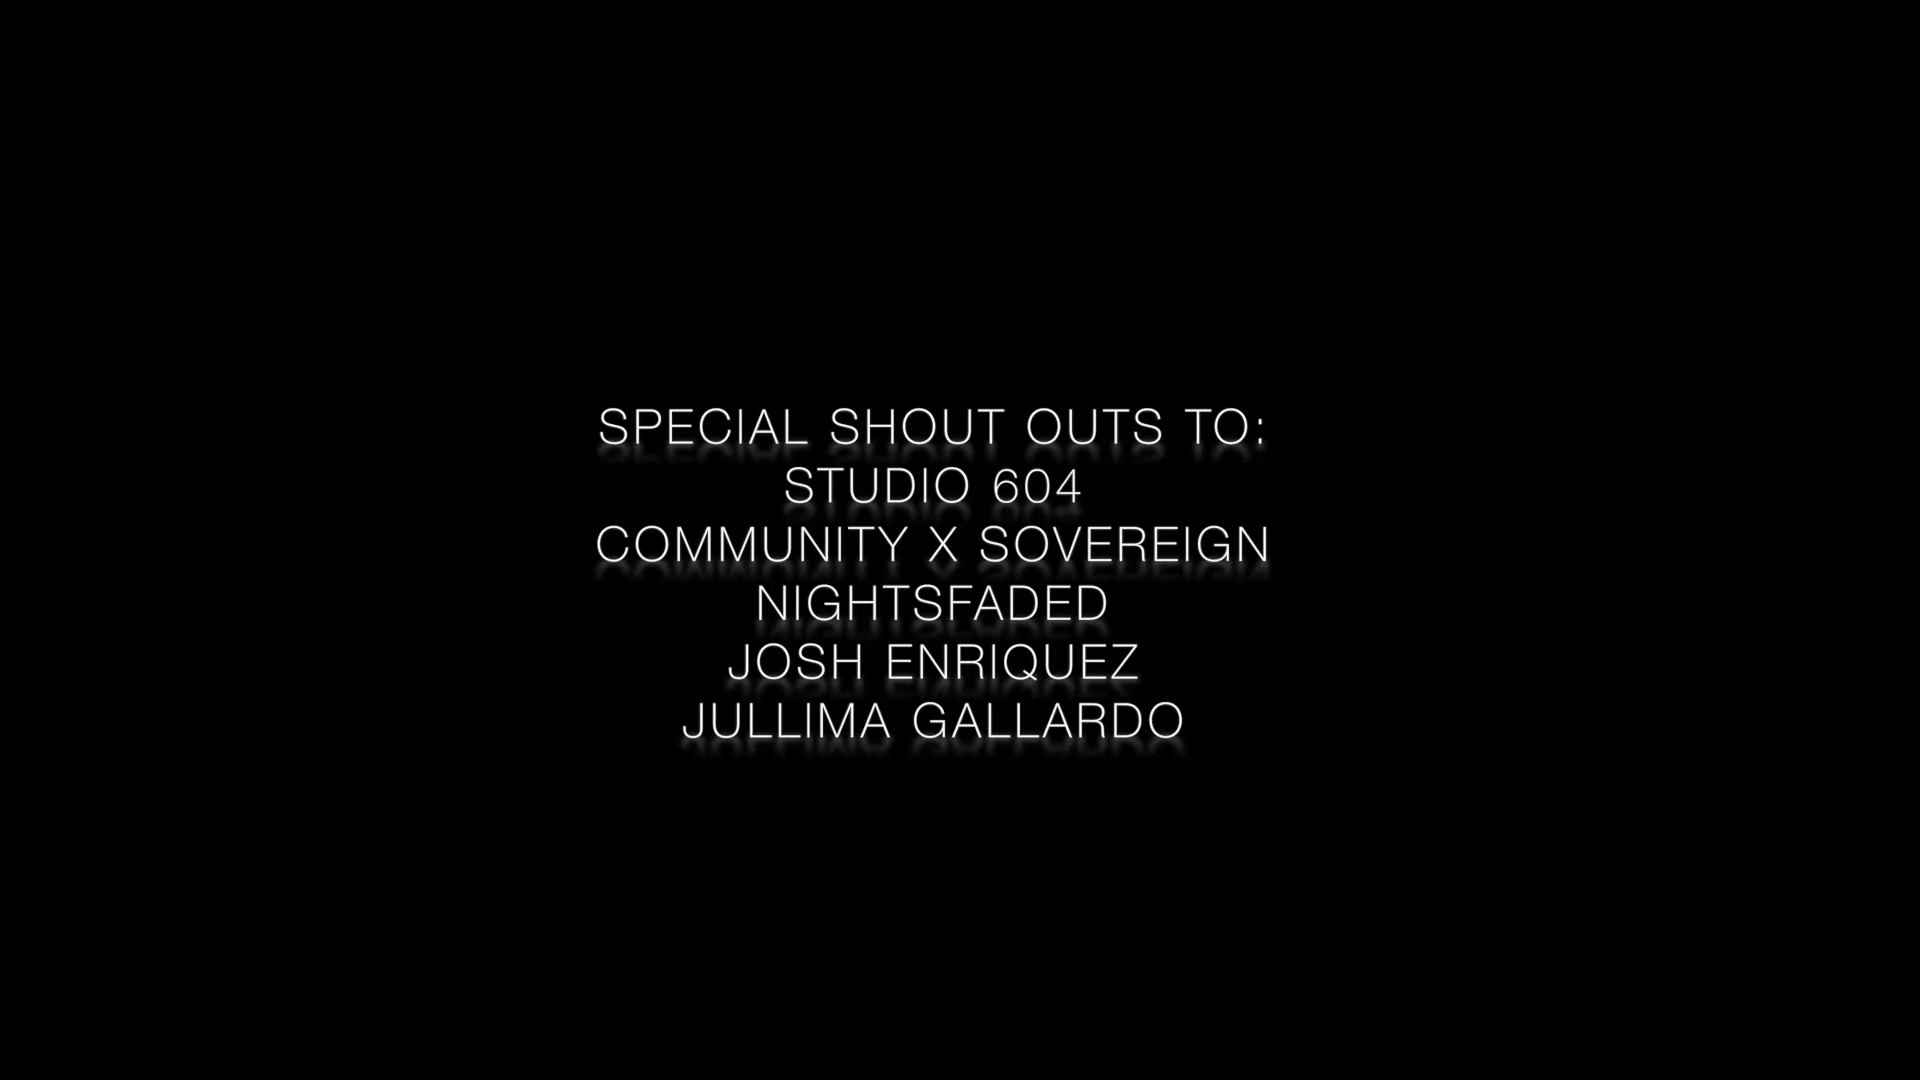 SPECIAL SHOUT OUTS TO:
STUDIO 604
COMMUNITY X SOVEREIGN
NIGHTSFADED
JOSH ENRIQUEZ
JULLIMA GALLARDO